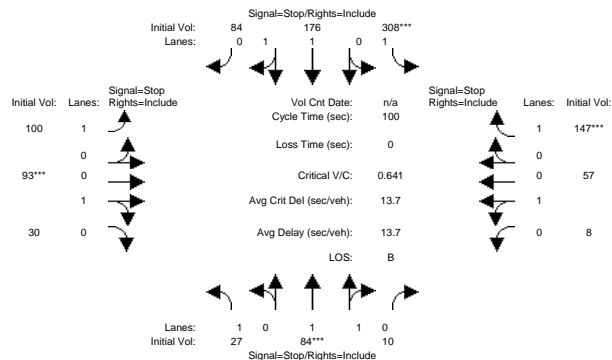 Signal=Stop/Rights=Include
Initial Vol: 84 176 308***
Lanes: 0 1 1 0 1
Signal=Stop
Initial Vol: Lanes: Rights=Include
100 1
0
93*** 0
1
30 0
Vol Cnt Date: n/a
Cycle Time (sec): 100
Loss Time (sec): 0
Critical V/C: 0.641
Avg Crit Del (sec/veh): 13.7
Avg Delay (sec/veh): 13.7
LOS: B
Signal=Stop
Rights=Include Lanes: Initial Vol:
1 147***
0
0 57
1
0 8
Lanes: 1 0 1 1 0
Initial Vol: 27 84*** 10
Signal=Stop/Rights=Include